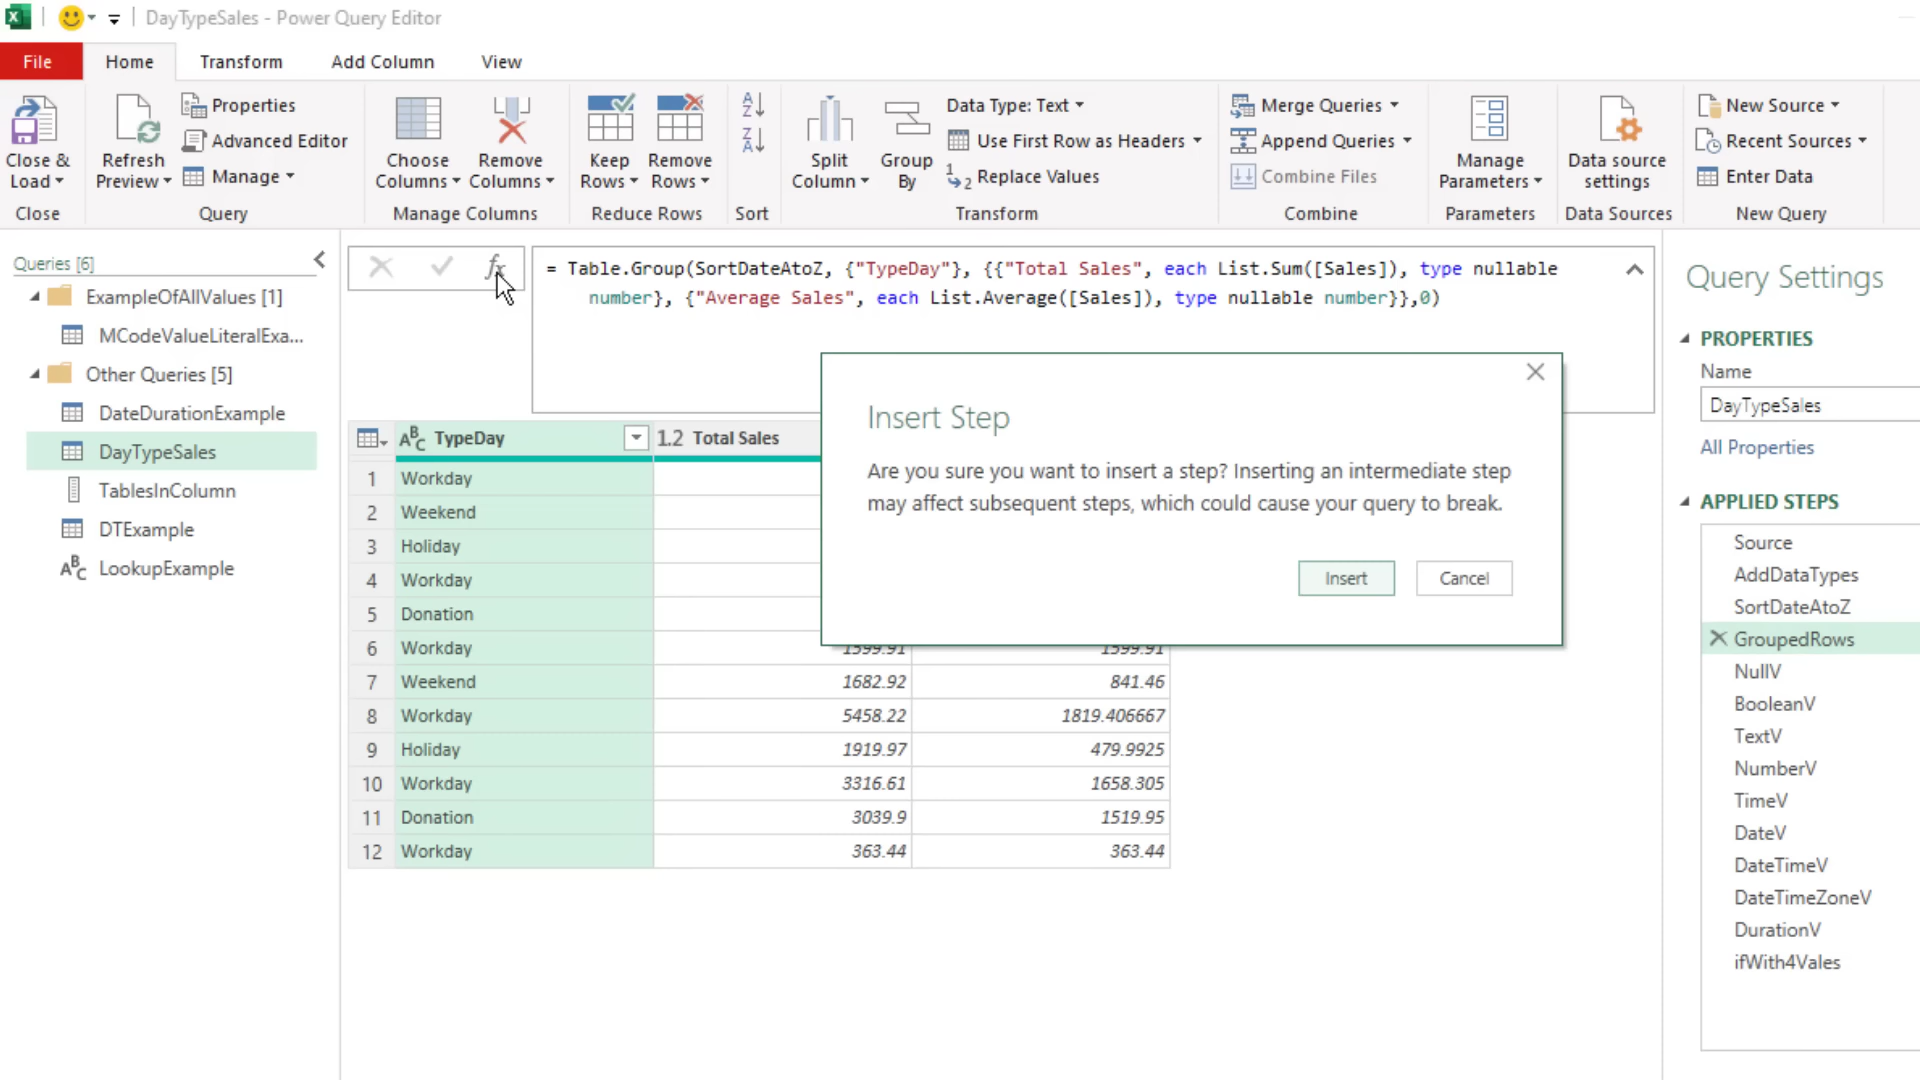 DayTypeSales - Power Query Editor
File
Home
Transform
Add Column
View
Close &
Load
Close
Refresh
Preview
Properties
Advanced Editor
Manage
Query
Choose
Columns
Remove
Columns
Manage Columns
Keep
Rows
Remove
Rows
Reduce Rows
Sort
Split
Column
Group
By
Data Type: Text
Use First Row as Headers
Replace Values
Transform
Merge Queries
Append Queries
Combine Files
Combine
Manage
Parameters
Parameters
Data source
settings
Data Sources
New Source
Recent Sources
Enter Data
New Query
Queries [6]
ExampleOfAllValues [1]
MCodeValueLiteralExa...
Other Queries [5]
DateDurationExample
DayTypeSales
TablesInColumn
DTExample
LookupExample
= Table.Group(SortDateAtoZ, {"TypeDay"}, {{"Total Sales", each List.Sum([Sales]), type nullable
number}, {"Average Sales", each List.Average([Sales]), type nullable number}},0)
TypeDay
1.2 Total Sales
1 Workday
2 Weekend
3 Holiday
4 Workday
5 Donation
6 Workday 1599.91 1599.91
7 Weekend 1682.92 841.46
8 Workday 5458.22 1819.406667
9 Holiday 1919.97 479.9925
10 Workday 3316.61 1658.305
11 Donation 3039.9 1519.95
12 Workday 363.44 363.44
Insert Step
Are you sure you want to insert a step? Inserting an intermediate step
may affect subsequent steps, which could cause your query to break.
Insert
Cancel
Query Settings
PROPERTIES
Name
DayTypeSales
All Properties
APPLIED STEPS
Source
AddDataTypes
SortDateAtoZ
GroupedRows
NullV
BooleanV
TextV
NumberV
TimeV
DateV
DateTimeV
DateTimeZoneV
DurationV
ifWith4Vales